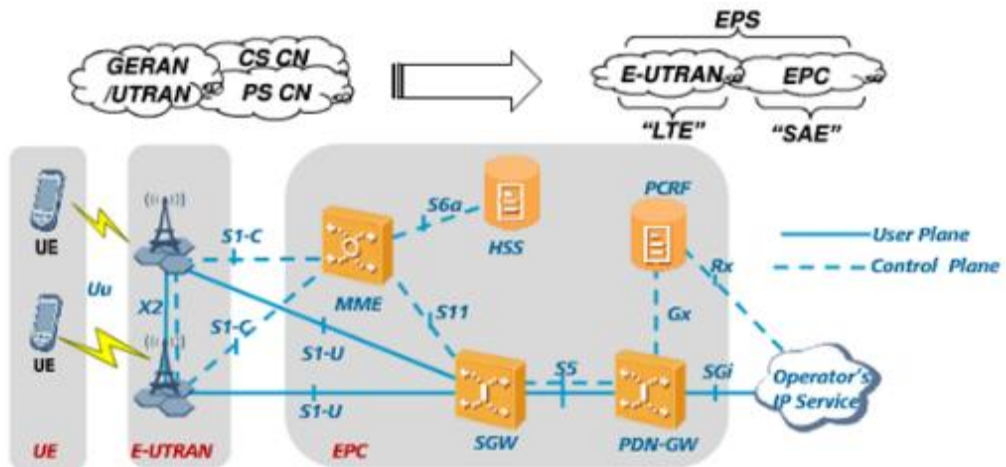 EPS
GERAN
/UTRAN
CS CN
PS CN
E-UTRAN
EPC
"LTE"
"SAE"
UE
UE
Uu
X2
S1-C
S1-C
S1-U
S1-U
MME
S6a
HSS
S11
SGW
S5
PCRF
Gx
Rx
PDN-GW
SGi
Operator's
IP Service
User Plane
Control Plane
UE
E-UTRAN
EPC